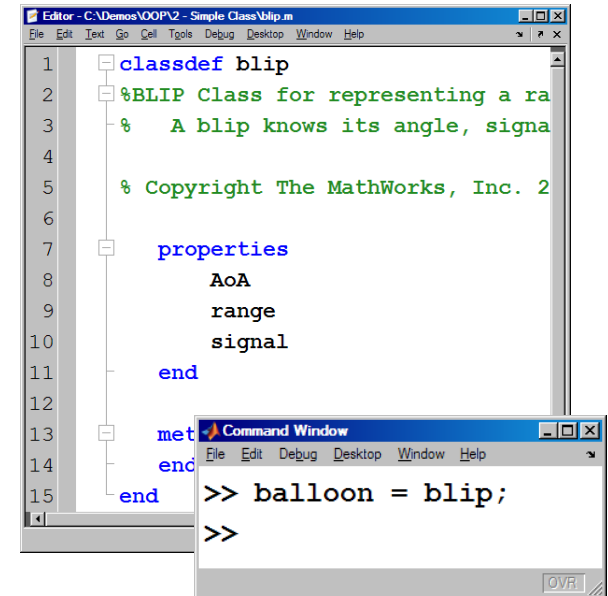 Editor - C:\Demos\OOP\2 - Simple Class\blip.m
File Edit Text Go Cell Tools Debug Desktop Window Help
1 classdef blip
2 %BLIP Class for representing a ra
3 % A blip knows its angle, signa
4
5 % Copyright The MathWorks, Inc. 2
6
7 properties
8 AoA
9 range
10 signal
11 end
12
13 met
14 end
15 end
Command Window
File Edit Debug Desktop Window Help
>> balloon = blip;
>>
OVR